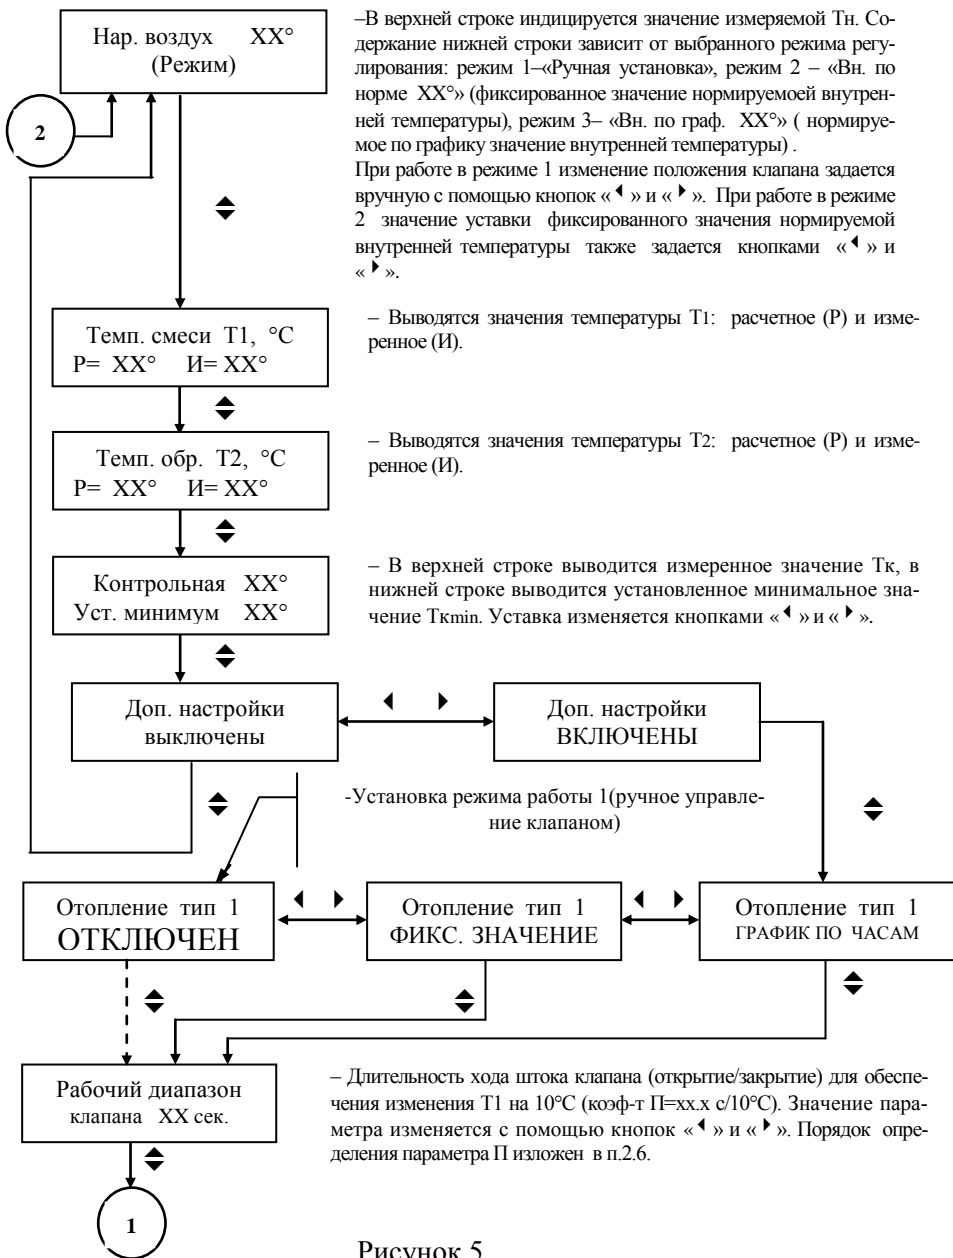 Нар. воздух XX°
(Режим)
2
–В верхней строке индицируется значение измеряемой Тн. Со-
держание нижней строки зависит от выбранного режима регу-
лирования: режим 1–«Ручная установка», режим 2 – «Вн. по
норме XX°» (фиксированное значение нормируемоей внутрен-
ней температуры), режим 3– «Вн. по граф. XX°» ( нормируе-
мое по графику значение внутренней температуры) .
При работе в режиме 1 изменение положения клапана задается
вручную с помощью кнопок «◄» и «►». При работе в режиме
2 значение уставки фиксированного значения нормируемой
внутренней температуры также задается кнопками «◄» и
«►».
Темп. смеси Т1, °С
Р= XX° И= XX°
– Выводятся значения температуры Т1: расчетное (Р) и изме-
ренное (И).
Темп. обр. Т2, °С
Р= XX° И= XX°
– Выводятся значения температуры Т2: расчетное (Р) и изме-
ренное (И).
Контрольная XX°
Уст. минимум XX°
– В верхней строке выводится измеренное значение Тк, в
нижней строке выводится установленное минимальное зна-
чение Ткmin. Уставка изменяется кнопками «◄» и «►».
Доп. настройки
выключены
Доп. настройки
ВКЛЮЧЕНЫ
-Установка режима работы 1(ручное управле-
ние клапаном)
Отопление тип 1
ОТКЛЮЧЕН
Отопление тип 1
ФИКС. ЗНАЧЕНИЕ
Отопление тип 1
ГРАФИК ПО ЧАСАМ
Рабочий диапазон
клапана XX сек.
– Длительность хода штока клапана (открытие/закрытие) для обеспе-
чения изменения Т1 на 10°С (коэф-т П=хх.х с/10°С). Значение пара-
метра изменяется с помощью кнопок «◄» и «►». Порядок опре-
деления параметра П изложен в п.2.6.
1
Рисунок 5